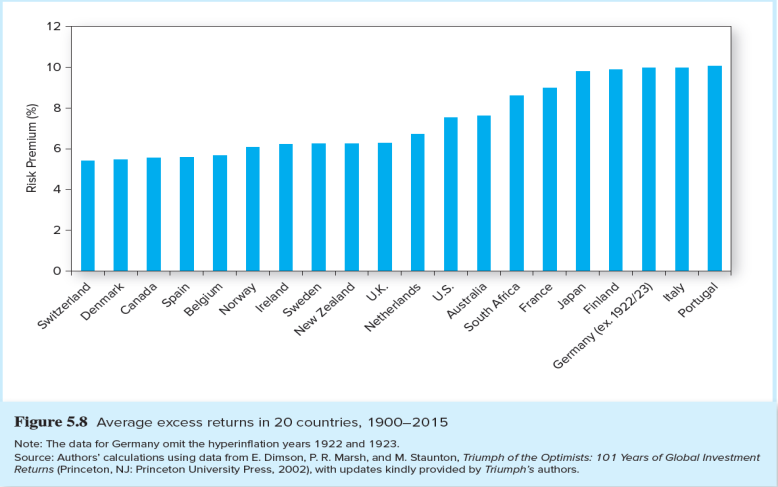 12
10
8
6
4
2
0
Risk Premium (%)
Switzerland
Denmark
Canada
Spain
Belgium
Norway
Ireland
Sweden
New Zealand
U.K.
Netherlands
U.S.
Australia
South Africa
France
Japan
Finland
Germany (ex. 1922/23)
Italy
Portugal
Figure 5.8 Average excess returns in 20 countries, 1900–2015
Note: The data for Germany omit the hyperinflation years 1922 and 1923.
Source: Authors’ calculations using data from E. Dimson, P. R. Marsh, and M. Staunton, Triumph of the Optimists: 101 Years of Global Investment
Returns (Princeton, NJ: Princeton University Press, 2002), with updates kindly provided by Triumph’s authors.